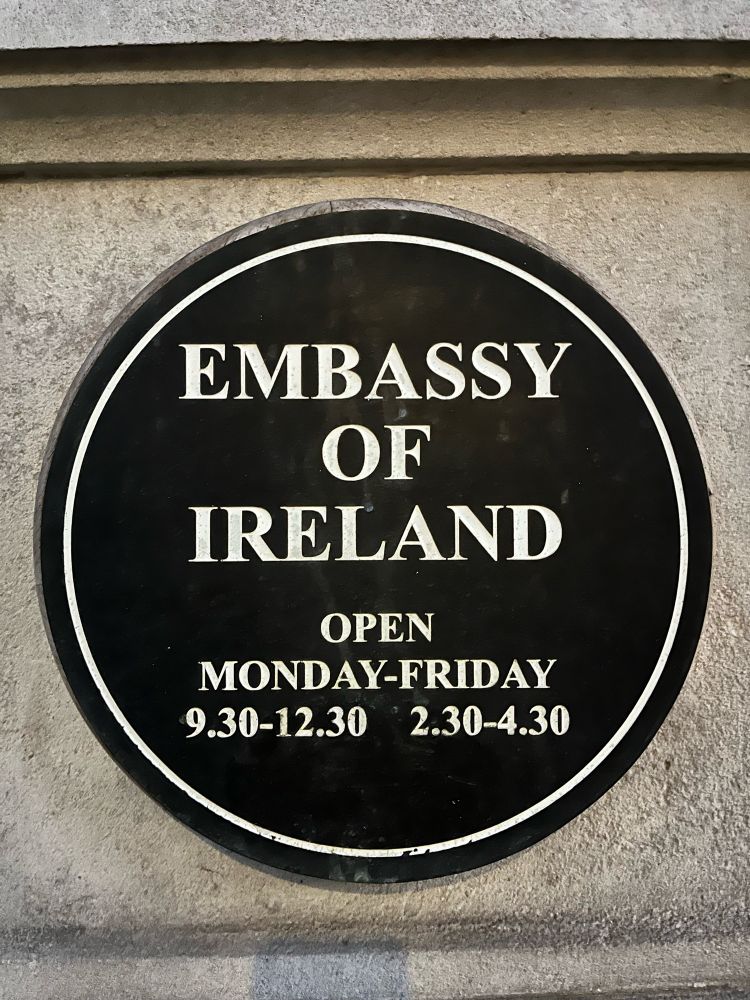 EMBASSY
OF
IRELAND
OPEN
MONDAY-FRIDAY
9.30-12.30 2.30-4.30